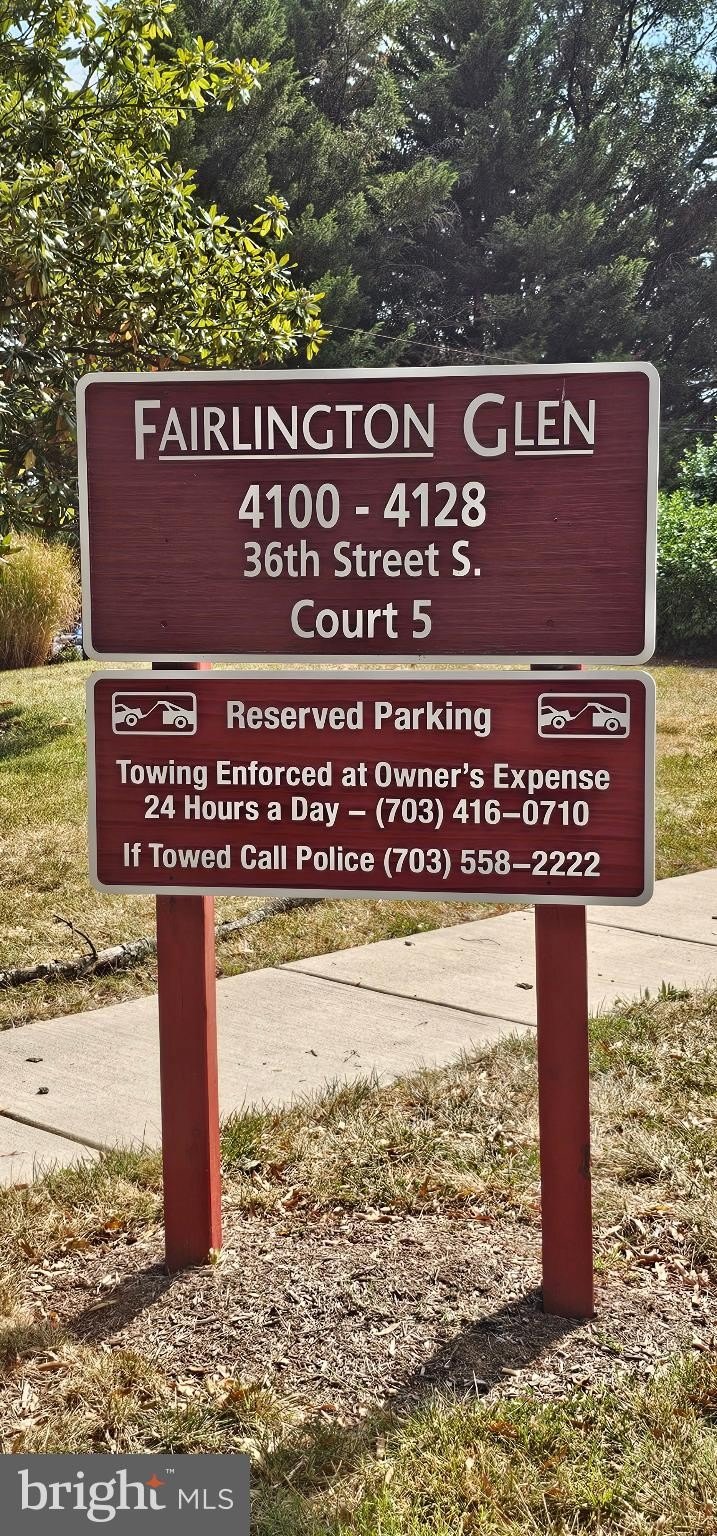 FAIRLINGTON GLEN
4100 - 4128
36th Street S.
Court 5
Reserved Parking
Towing Enforced at Owner's Expense
24 Hours a Day – (703) 416–0710
If Towed Call Police (703) 558–2222
bright™ MLS